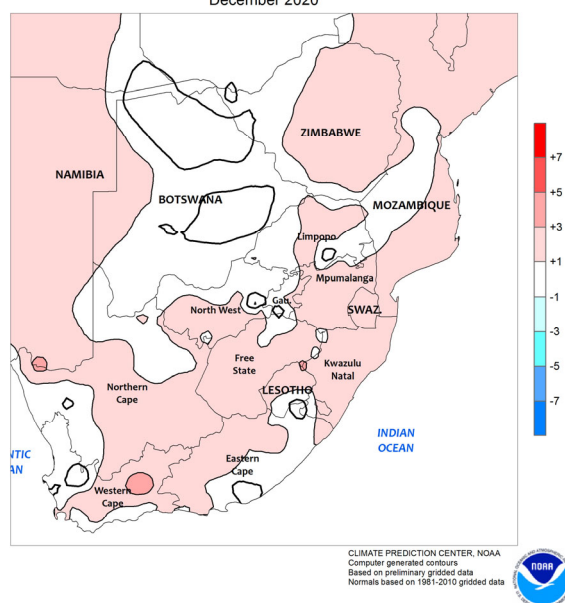 December 2020
ZIMBABWE
NAMIBIA
BOTSWANA
MOZAMBIQUE
Limpopo
Mpumalanga
North West
Gau.
SWAZ.
Free
State
Kwazulu
Natal
Northern
Cape
LESOTHO
INDIAN
OCEAN
NTIC
AN
Eastern
Cape
Western
Cape
+7
+5
+3
+1
-1
-3
-5
-7
CLIMATE PREDICTION CENTER, NOAA
Computer generated contours
Based on preliminary gridded data
Normals based on 1981-2010 gridded data
NOAA